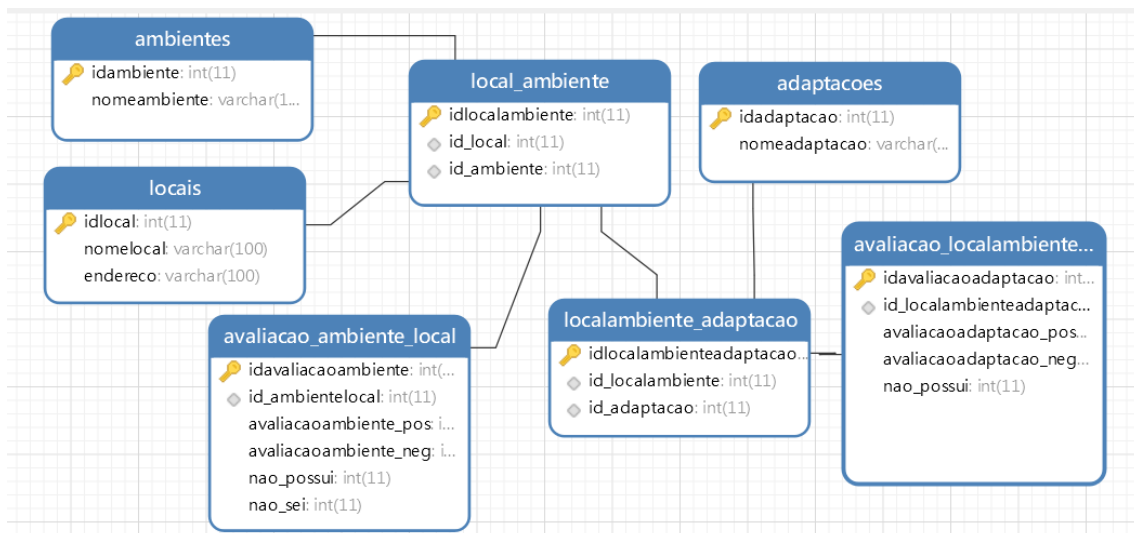 ambientes
idambiente: int(11)
nomeambiente: varchar(1...
local_ambiente
idlocalambiente: int(11)
id_local: int(11)
id_ambiente: int(11)
adaptacoes
idadaptacao: int(11)
nomeadaptacao: varchar(...
locais
idlocal: int(11)
nomelocal: varchar(100)
endereco: varchar(100)
avaliacao_localambiente...
idavaliacaoadaptacao: int...
id_localambienteadaptac...
avaliacaoadaptacao_pos...
avaliacaoadaptacao_neg...
nao_possui: int(11)
avaliacao_ambiente_local
idavaliacaoambiente: int(...
id_ambientelocal: int(11)
avaliacaoambiente_pos: i...
avaliacaoambiente_neg: i...
nao_possui: int(11)
nao_sei: int(11)
localambiente_adaptacao
idlocalambienteadaptacao...
id_localambiente: int(11)
id_adaptacao: int(11)